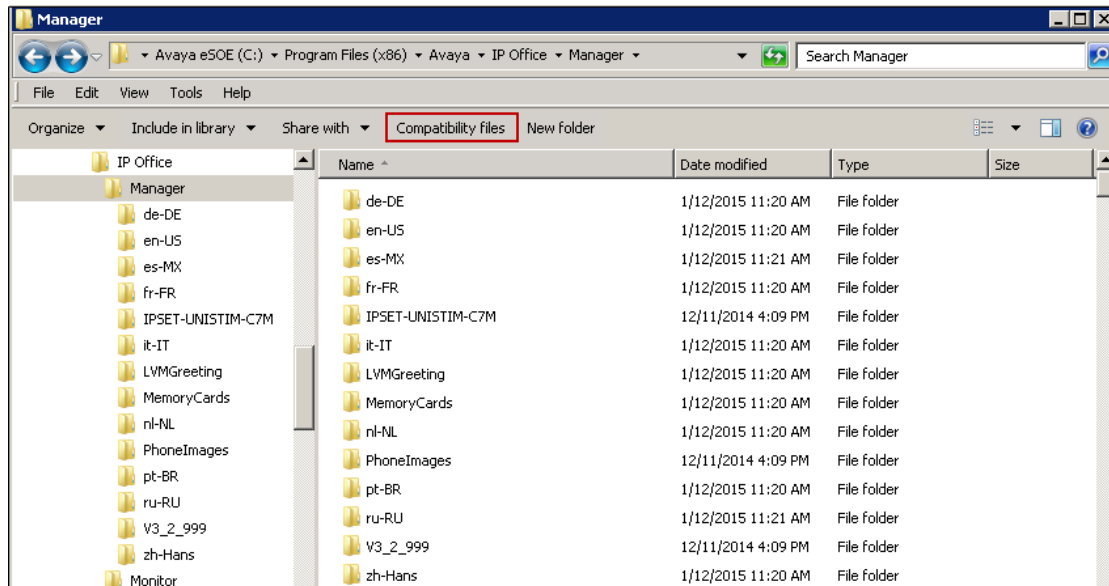 Manager
Avaya eSOE (C:) Program Files (x86) Avaya IP Office Manager Search Manager
File Edit View Tools Help
Organize Include in library Share with Compatibility files New folder
IP Office
Manager
de-DE
en-US
es-MX
fr-FR
IPSET-UNISTIM-C7M
it-IT
LVMGreeting
MemoryCards
nl-NL
PhoneImages
pt-BR
ru-RU
V3_2_999
zh-Hans
Monitor
Name Date modified Type Size
de-DE 1/12/2015 11:20 AM File folder
en-US 1/12/2015 11:20 AM File folder
es-MX 1/12/2015 11:21 AM File folder
fr-FR 1/12/2015 11:20 AM File folder
IPSET-UNISTIM-C7M 12/11/2014 4:09 PM File folder
it-IT 1/12/2015 11:20 AM File folder
LVMGreeting 1/12/2015 11:20 AM File folder
MemoryCards 1/12/2015 11:20 AM File folder
nl-NL 1/12/2015 11:20 AM File folder
PhoneImages 12/11/2014 4:09 PM File folder
pt-BR 1/12/2015 11:20 AM File folder
ru-RU 1/12/2015 11:21 AM File folder
V3_2_999 12/11/2014 4:09 PM File folder
zh-Hans 1/12/2015 11:20 AM File folder